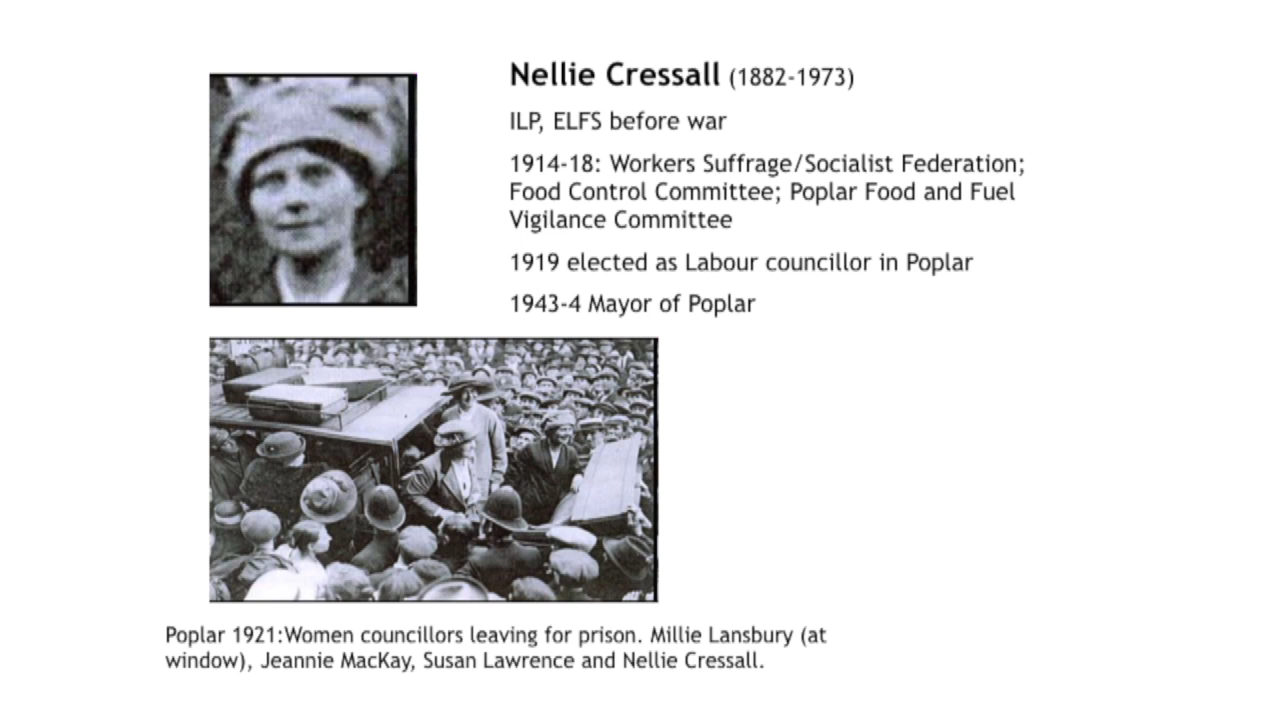 Nellie Cressall (1882-1973)
ILP, ELFS before war
1914-18: Workers Suffrage/Socialist Federation;
Food Control Committee; Poplar Food and Fuel
Vigilance Committee
1919 elected as Labour councillor in Poplar
1943-4 Mayor of Poplar
Poplar 1921:Women councillors leaving for prison. Millie Lansbury (at
window), Jeannie MacKay, Susan Lawrence and Nellie Cressall.